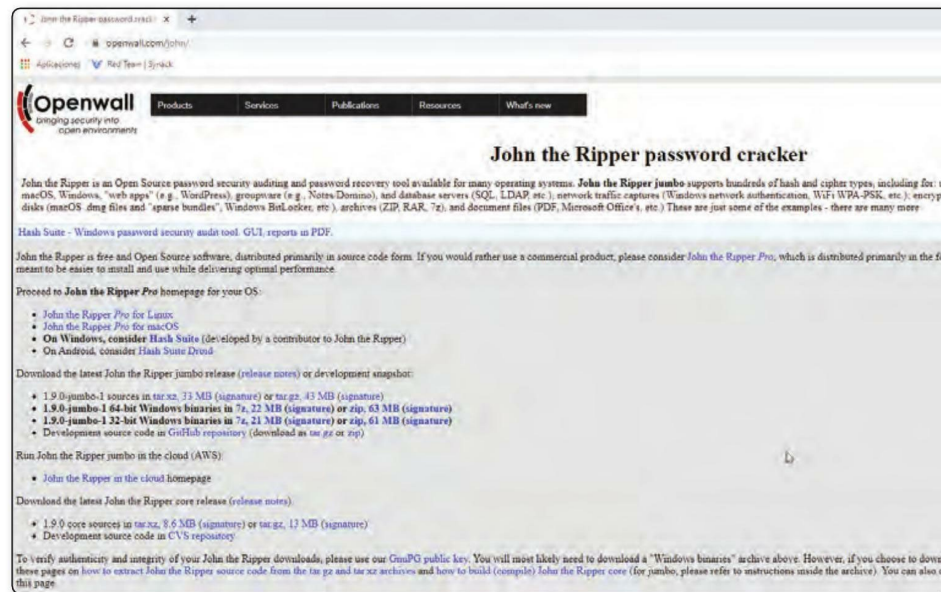 John the Ripper password crack
openwall.com/john/
Aplicaciones Red Team | Synack
Openwall
bringing security into
open environments
Products Services Publications Resources What's new
John the Ripper password cracker
John the Ripper is an Open Source password security auditing and password recovery tool available for many operating systems. John the Ripper jumbo supports hundreds of hash and cipher types, including for:
macOS, Windows, "web apps" (e.g., WordPress), groupware (e.g., Notes/Domino), and database servers (SQL, LDAP, etc.); network traffic captures (Windows network authentication, WiFi WPA-PSK, etc.); encryp
disks (macOS .dmg files and "sparse bundles", Windows BitLocker, etc.), archives (ZIP, RAR, 7z), and document files (PDF, Microsoft Office's, etc.) These are just some of the examples - there are many more.
Hash Suite - Windows password security audit tool. GUI, reports in PDF.
John the Ripper is free and Open Source software, distributed primarily in source code form. If you would rather use a commercial product, please consider John the Ripper Pro, which is distributed primarily in the f
meant to be easier to install and use while delivering optimal performance.
Proceed to John the Ripper Pro homepage for your OS:
• John the Ripper Pro for Linux
• John the Ripper Pro for macOS
• On Windows, consider Hash Suite (developed by a contributor to John the Ripper)
• On Android, consider Hash Suite Droid
Download the latest John the Ripper jumbo release (release notes) or development snapshot:
• 1.9.0-jumbo-1 sources in tar.xz, 33 MB (signature) or tar.gz, 43 MB (signature)
• 1.9.0-jumbo-1 64-bit Windows binaries in 7z, 22 MB (signature) or zip, 63 MB (signature)
• 1.9.0-jumbo-1 32-bit Windows binaries in 7z, 21 MB (signature) or zip, 61 MB (signature)
• Development source code in GitHub repository (download as tar.gz or zip)
Run John the Ripper jumbo in the cloud (AWS):
• John the Ripper in the cloud homepage
Download the latest John the Ripper core release (release notes):
• 1.9.0 core sources in tar.xz, 8.6 MB (signature) or tar.gz, 13 MB (signature)
• Development source code in CVS repository
To verify authenticity and integrity of your John the Ripper downloads, please use our GnuPG public key. You will most likely need to download a "Windows binaries" archive above. However, if you choose to down
these pages on how to extract John the Ripper source code from the tar.gz and tar.xz archives and how to build (compile) John the Ripper core (for jumbo, please refer to instructions inside the archive). You can also
this page.